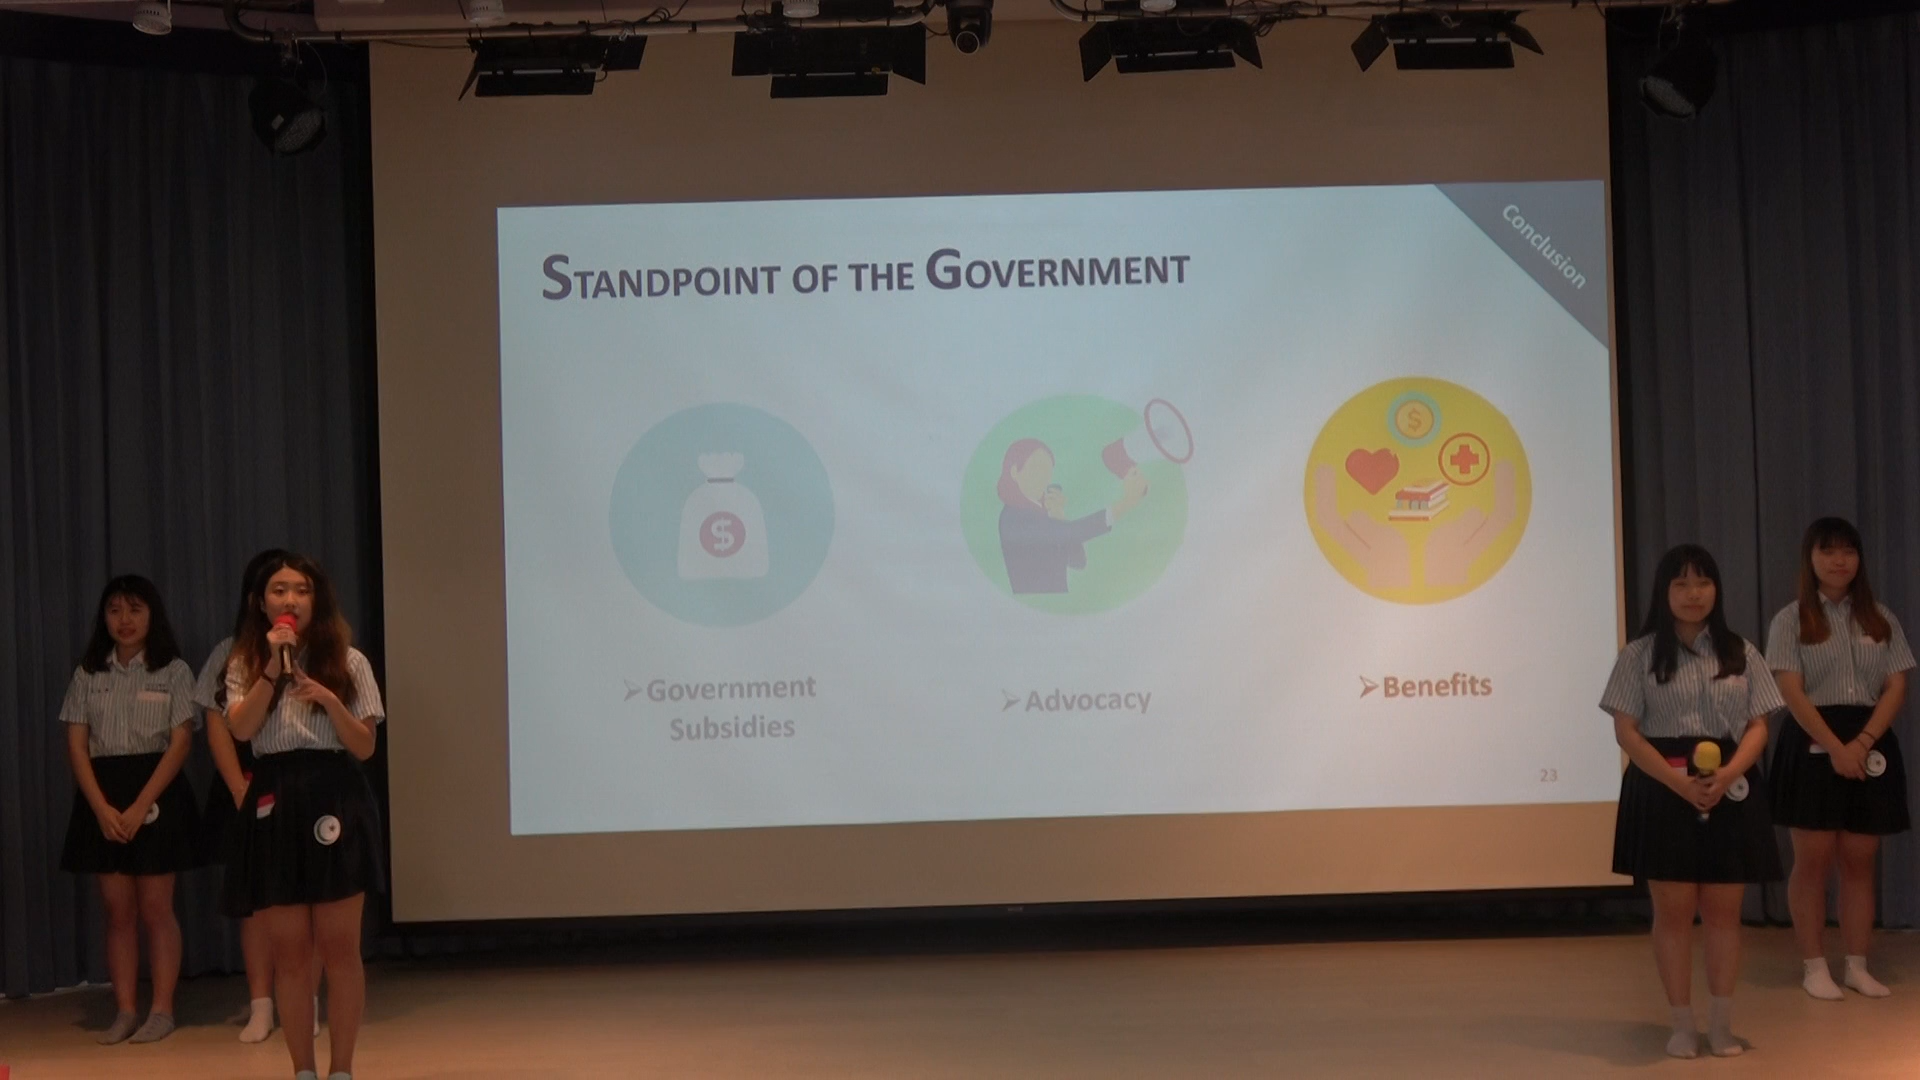 Conclusion
STANDPOINT OF THE GOVERNMENT
$
$
➢Government
Subsidies
➢Advocacy
➢Benefits
23